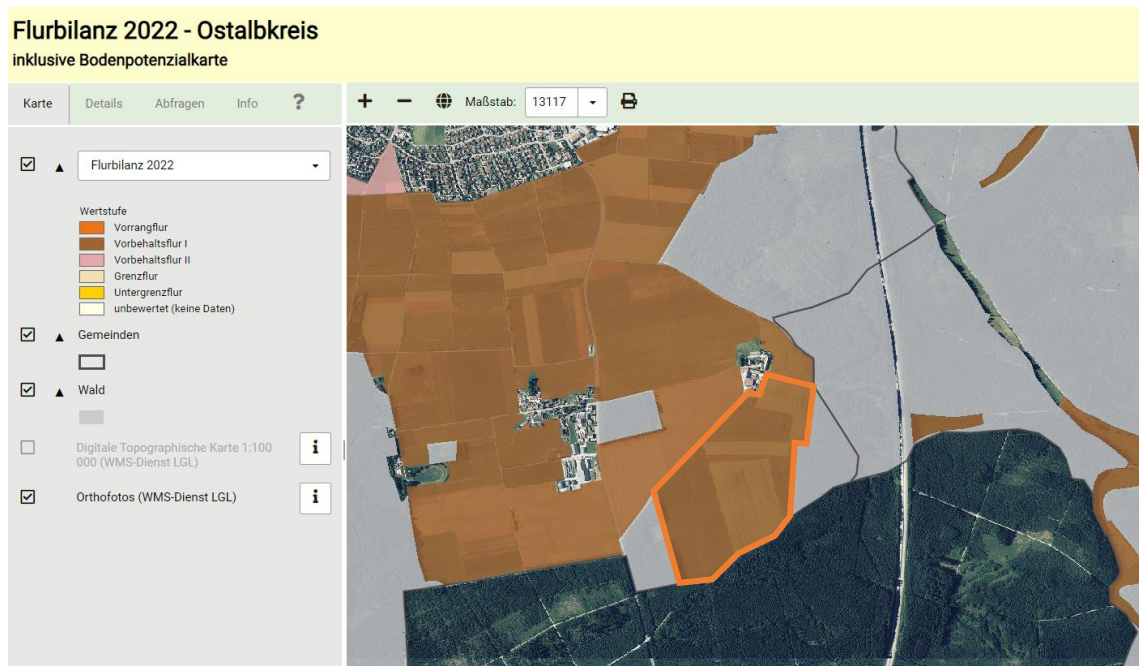 Flurbilanz 2022 - Ostalbkreis
inklusive Bodenpotenzialkarte
Karte Details Abfragen Info ? + − Maßstab: 13117
Flurbilanz 2022
Wertstufe
Vorrangflur
Vorbehaltsflur I
Vorbehaltsflur II
Grenzflur
Untergrenzflur
unbewertet (keine Daten)
Gemeinden
Wald
Digitale Topographische Karte 1:100
000 (WMS-Dienst LGL)
i
Orthofotos (WMS-Dienst LGL)
i